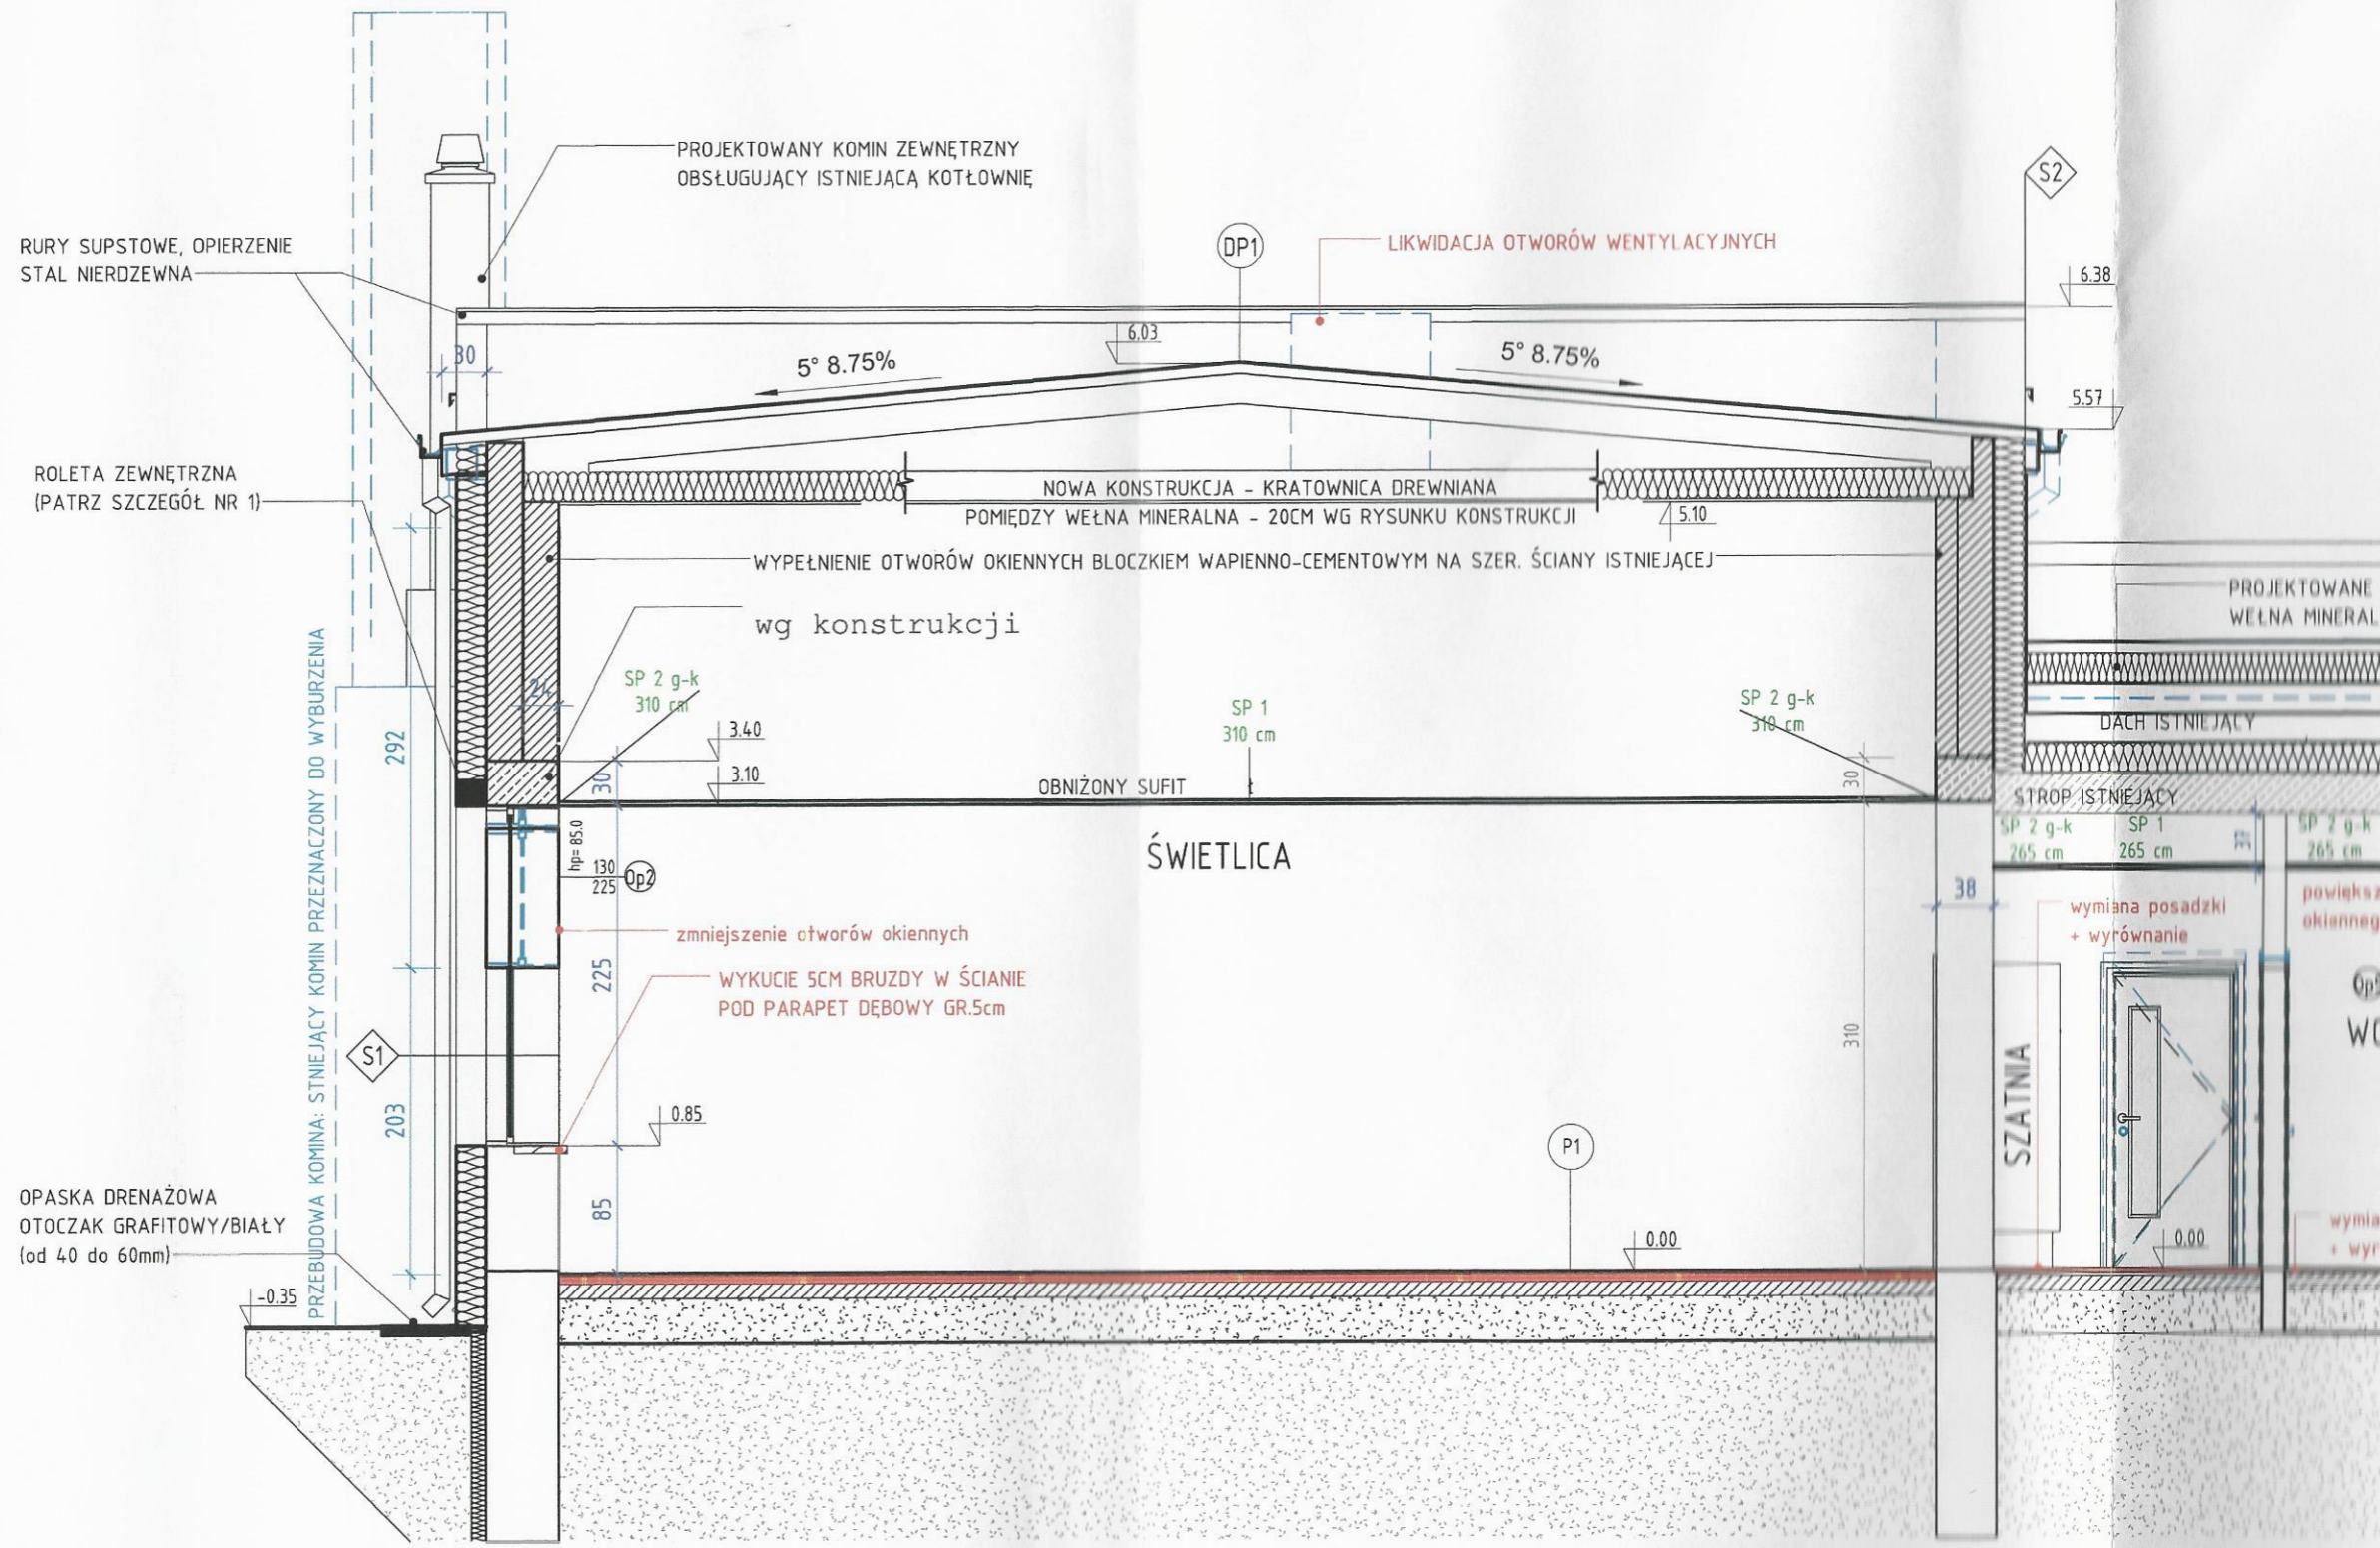 PROJEKTOWANY KOMIN ZEWNĘTRZNY
OBSŁUGUJĄCY ISTNIEJĄCĄ KOTŁOWNIĘ
S2
RURY SUPSTOWE, OPIERZENIE
STAL NIERDZEWNA
DP1
LIKWIDACJA OTWORÓW WENTYLACYJNYCH
6.38
6.03
30
5° 8.75%
5° 8.75%
5.57
ROLETA ZEWNĘTRZNA
(PATRZ SZCZEGÓŁ NR 1)
NOWA KONSTRUKCJA - KRATOWNICA DREWNIANA
POMIĘDZY WEŁNA MINERALNA - 20CM WG RYSUNKU KONSTRUKCJI
5.10
WYPEŁNIENIE OTWORÓW OKIENNYCH BLOCZKIEM WAPIENNO-CEMENTOWYM NA SZER. ŚCIANY ISTNIEJĄCEJ
PROJEKTOWANE
WEŁNA MINERAL
wg konstrukcji
PRZEBUDOWA KOMINA: STNIEJĄCY KOMIN PRZEZNACZONY DO WYBURZENIA
24
SP 2 g-k
310 cm
SP 1
310 cm
SP 2 g-k
310 cm
DACH ISTNIEJĄCY
292
3.40
30
3.10
OBNIŻONY SUFIT
30
STROP ISTNIEJĄCY
SP 2 g-k
265 cm
SP 1
265 cm
SP 2 g-k
265 cm
hp= 85.0
130
225
Op2
ŚWIETLICA
38
powiększ
okienneg
wymiana posadzki
+ wyrównanie
zmniejszenie otworów okiennych
225
WYKUCIE 5CM BRUZDY W ŚCIANIE
POD PARAPET DĘBOWY GR.5cm
S1
310
SZATNIA
203
0.85
P1
85
OPASKA DRENAŻOWA
OTOCZAK GRAFITOWY/BIAŁY
(od 40 do 60mm)
0.00
0.00
wymia
+ wyr
-0.35